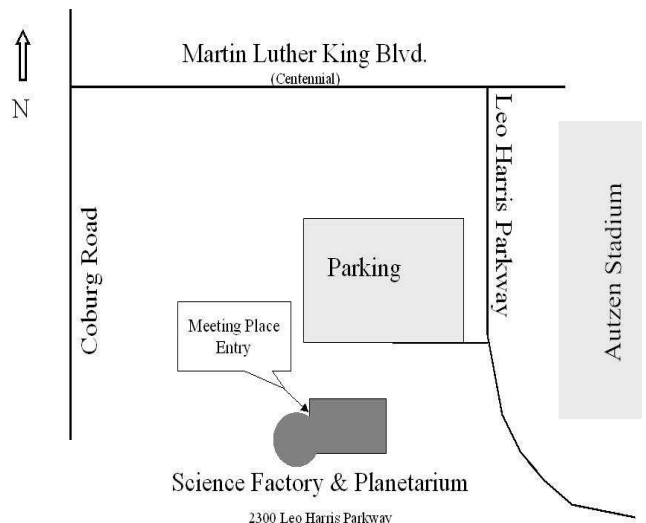 Martin Luther King Blvd.
(Centennial)
N
Leo Harris Parkway
Autzen Stadium
Coburg Road
Parking
Meeting Place
Entry
Science Factory & Planetarium
2300 Leo Harris Parkway